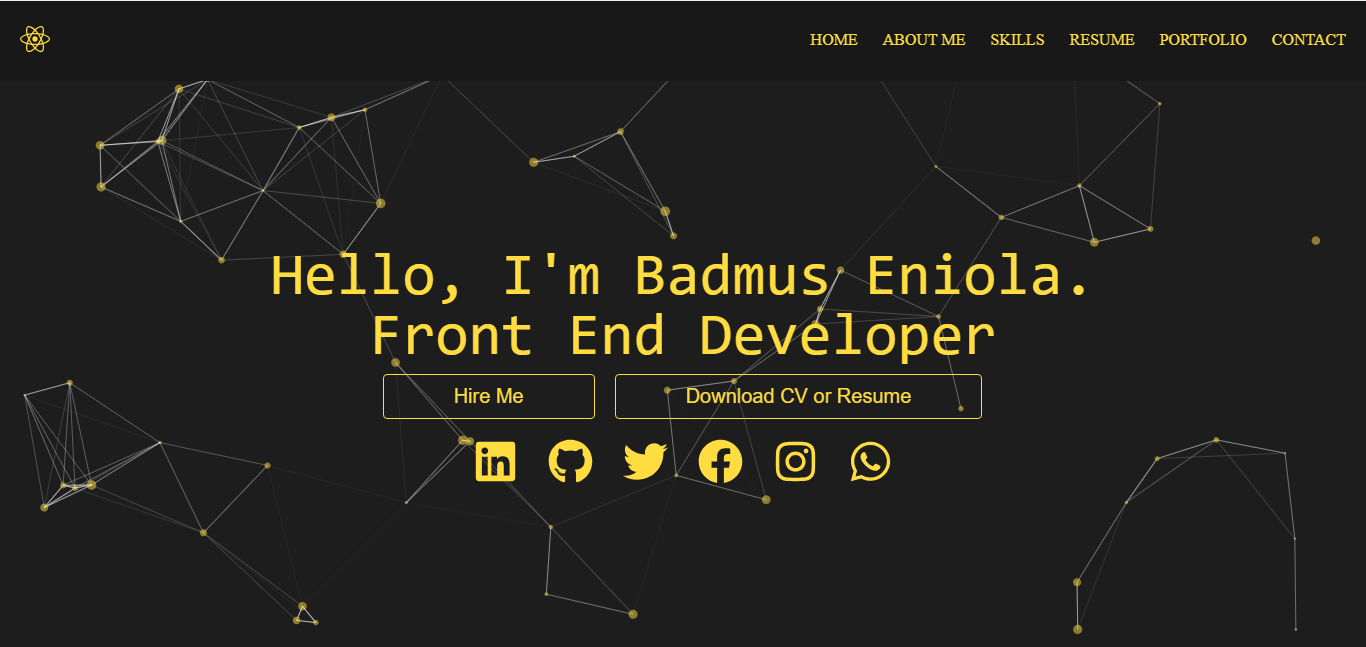 HOME ABOUT ME SKILLS RESUME PORTFOLIO CONTACT
Hello, I'm Badmus Eniola.
Front End Developer
Hire Me Download CV or Resume
in